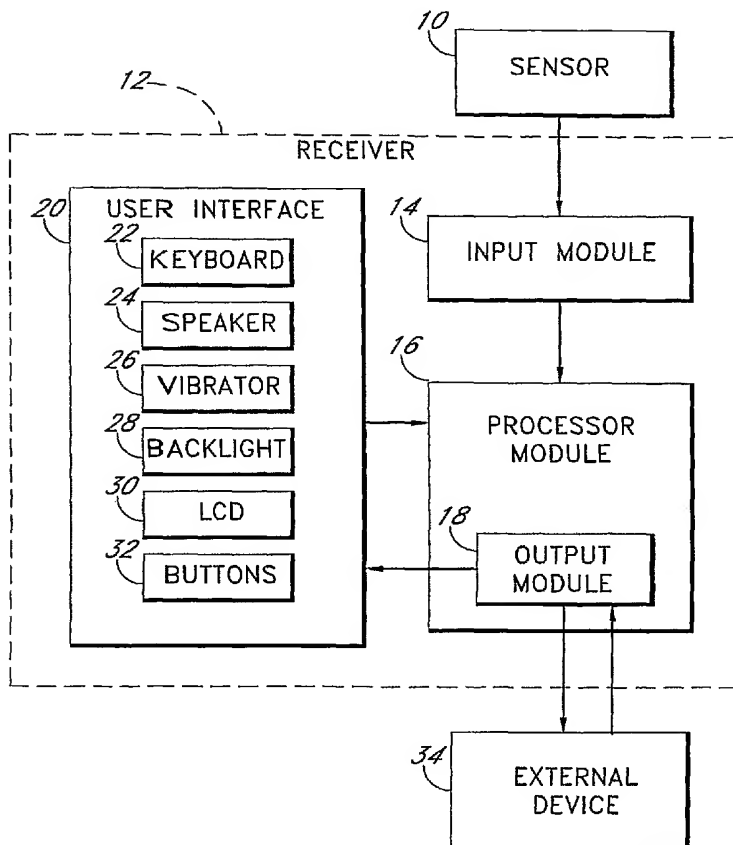 10
SENSOR
12
RECEIVER
20
USER INTERFACE
22
KEYBOARD
24
SPEAKER
26
VIBRATOR
28
BACKLIGHT
30
LCD
32
BUTTONS
14
INPUT MODULE
16
PROCESSOR
MODULE
18
OUTPUT
MODULE
34
EXTERNAL
DEVICE